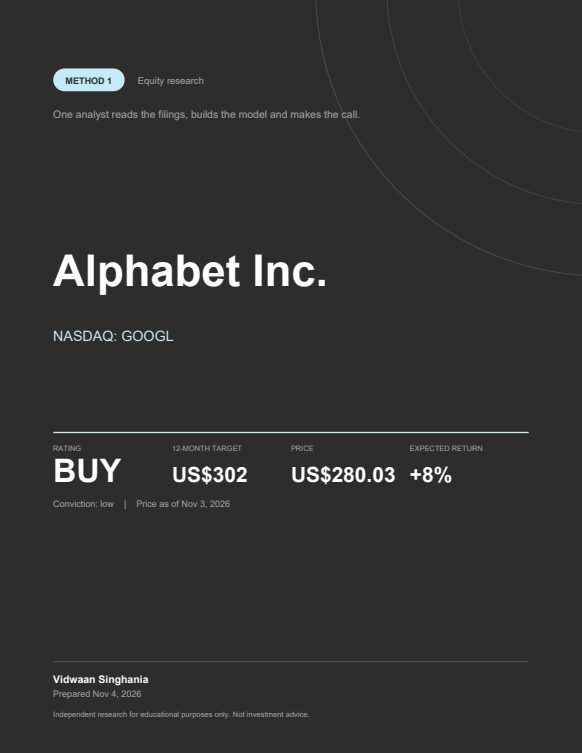 METHOD 1 Equity research
One analyst reads the filings, builds the model and makes the call.
Alphabet Inc.
NASDAQ: GOOGL
RATING 12-MONTH TARGET PRICE EXPECTED RETURN
BUY US$302 US$280.03 +8%
Conviction: low | Price as of Nov 3, 2026
Vidwaan Singhania
Prepared Nov 4, 2026
Independent research for educational purposes only. Not investment advice.